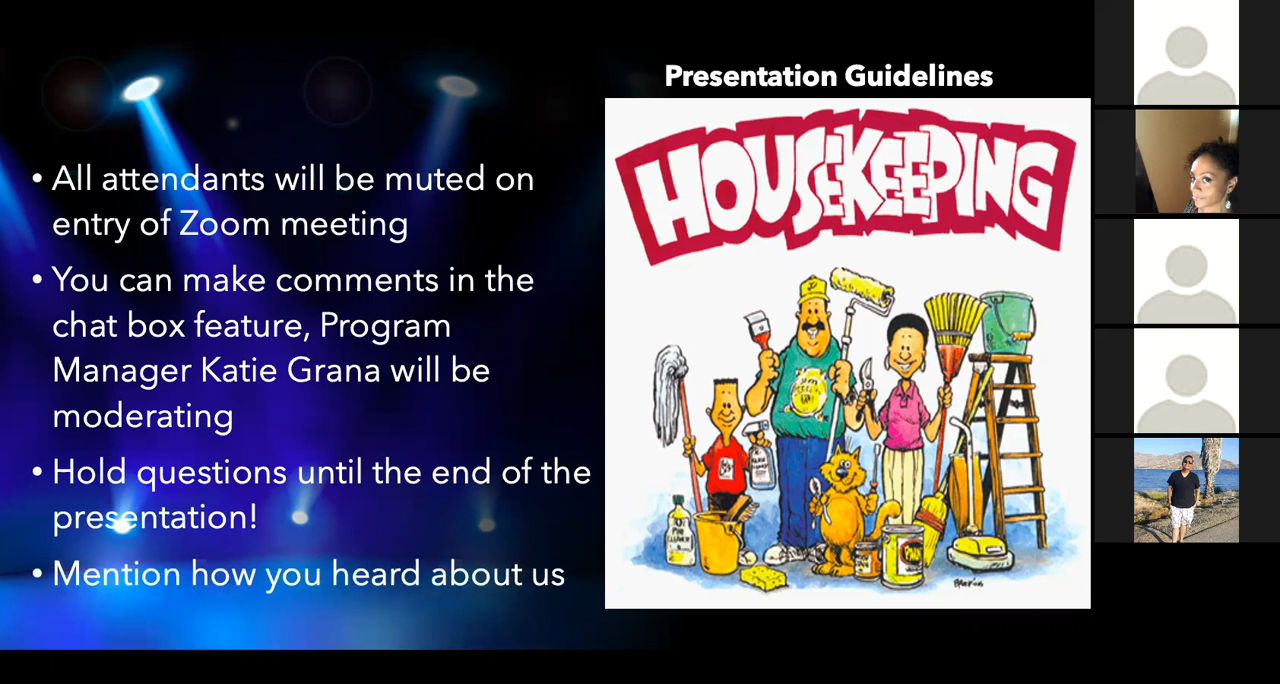 Presentation Guidelines
• All attendants will be muted on
entry of Zoom meeting
• You can make comments in the
chat box feature, Program
Manager Katie Grana will be
moderating
• Hold questions until the end of the
presentation!
• Mention how you heard about us
HOUSEKEEPING